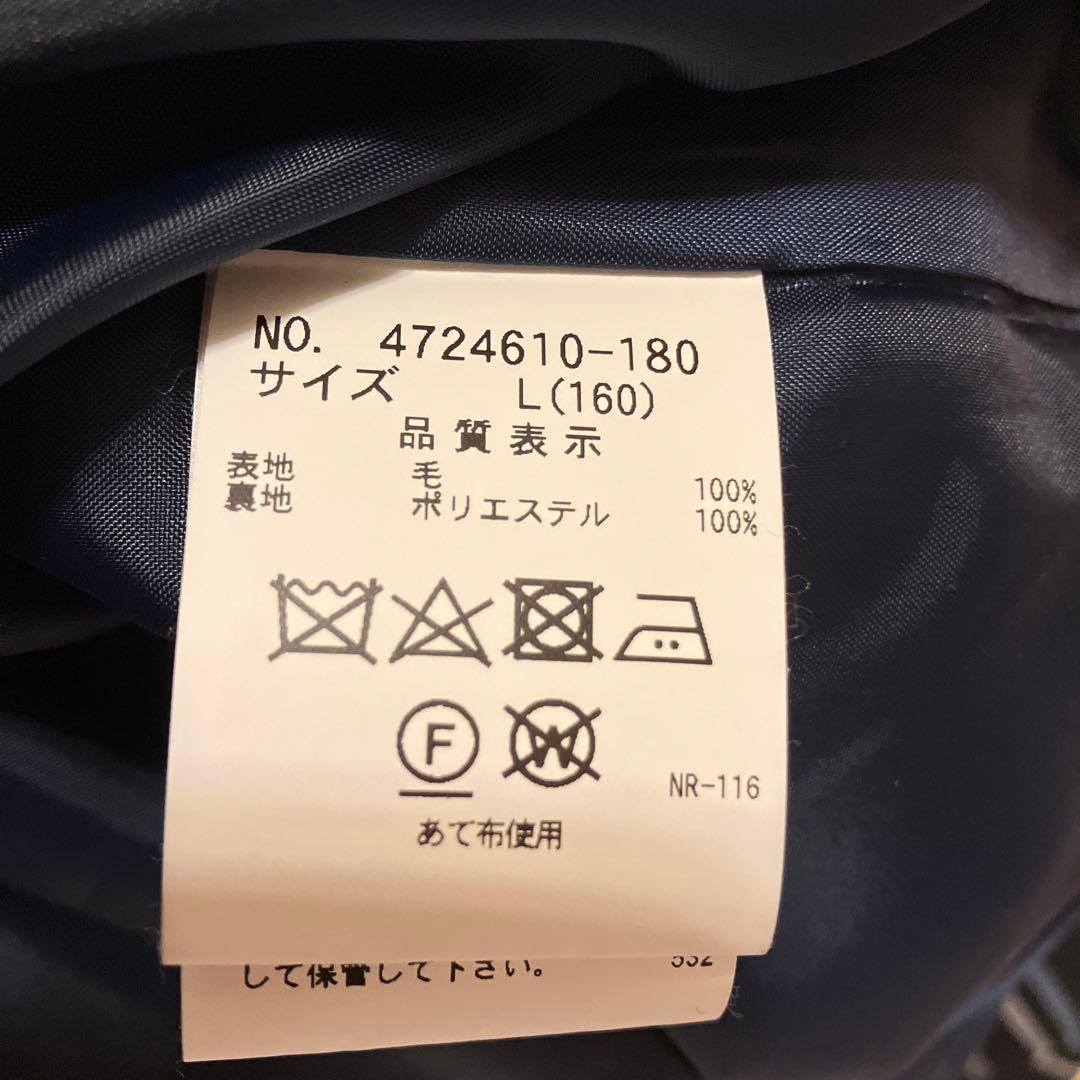 NO. 4724610-180
サイズ L(160)
品質表示
表地 毛 100%
裏地 ポリエステル 100%
F
W
NR-116
あて布使用
して保管して下さい。 532